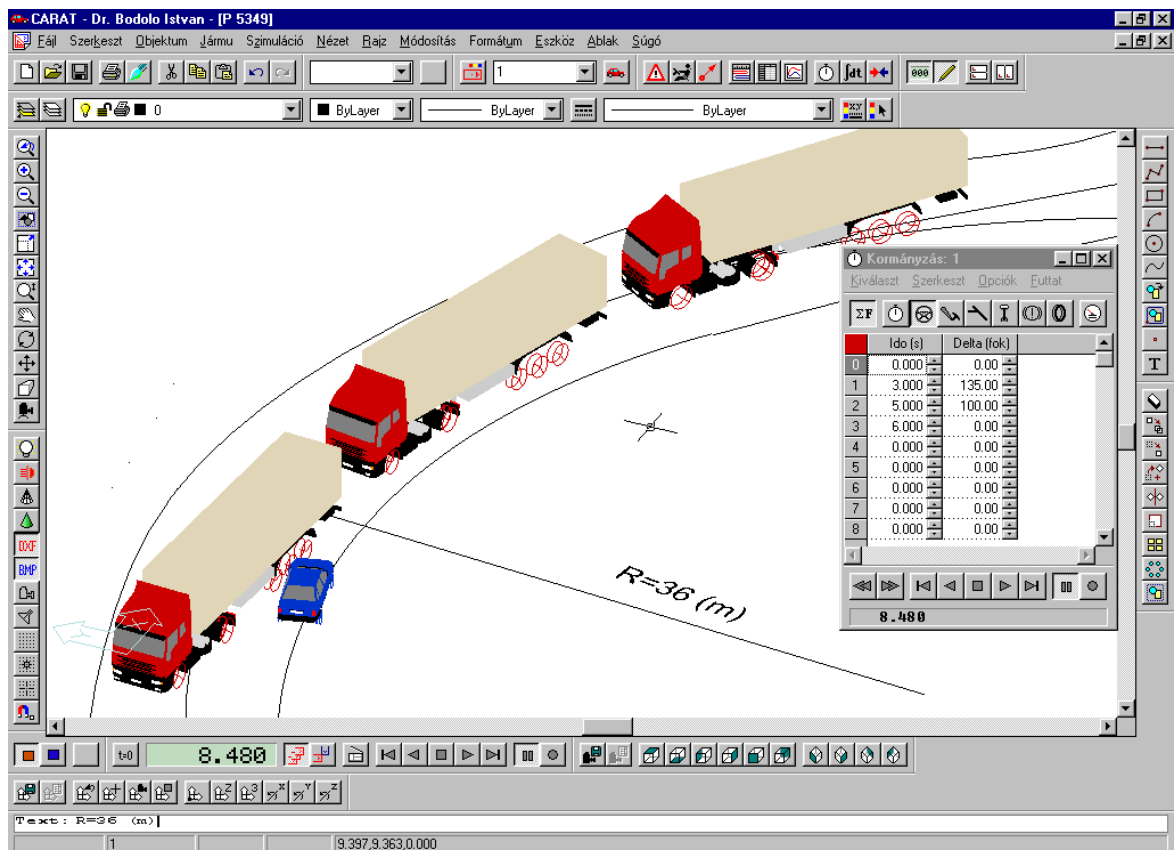 CARAT - Dr. Bodolo Istvan - [P 5349]
Fájl Szerkeszt Objektum Jármu Szimuláció Nézet Rajz Módosítás Formátum Eszköz Ablak Súgó
1 ∫dt 000
0 ByLayer ByLayer ByLayer X,Y
Kormányzás: 1
Kiválaszt Szerkeszt Opciók Futtat
ΣF
Ido (s) Delta (fok)
0 0.000 0.00
1 3.000 135.00
2 5.000 100.00
3 6.000 0.00
4 0.000 0.00
5 0.000 0.00
6 0.000 0.00
7 0.000 0.00
8 0.000 0.00
8.480
R=36 (m)
T
DXF
BMP
t=0 8.480
Z 3 X Y Z
Text: R=36 (m)
1 9.397,9.363,0.000